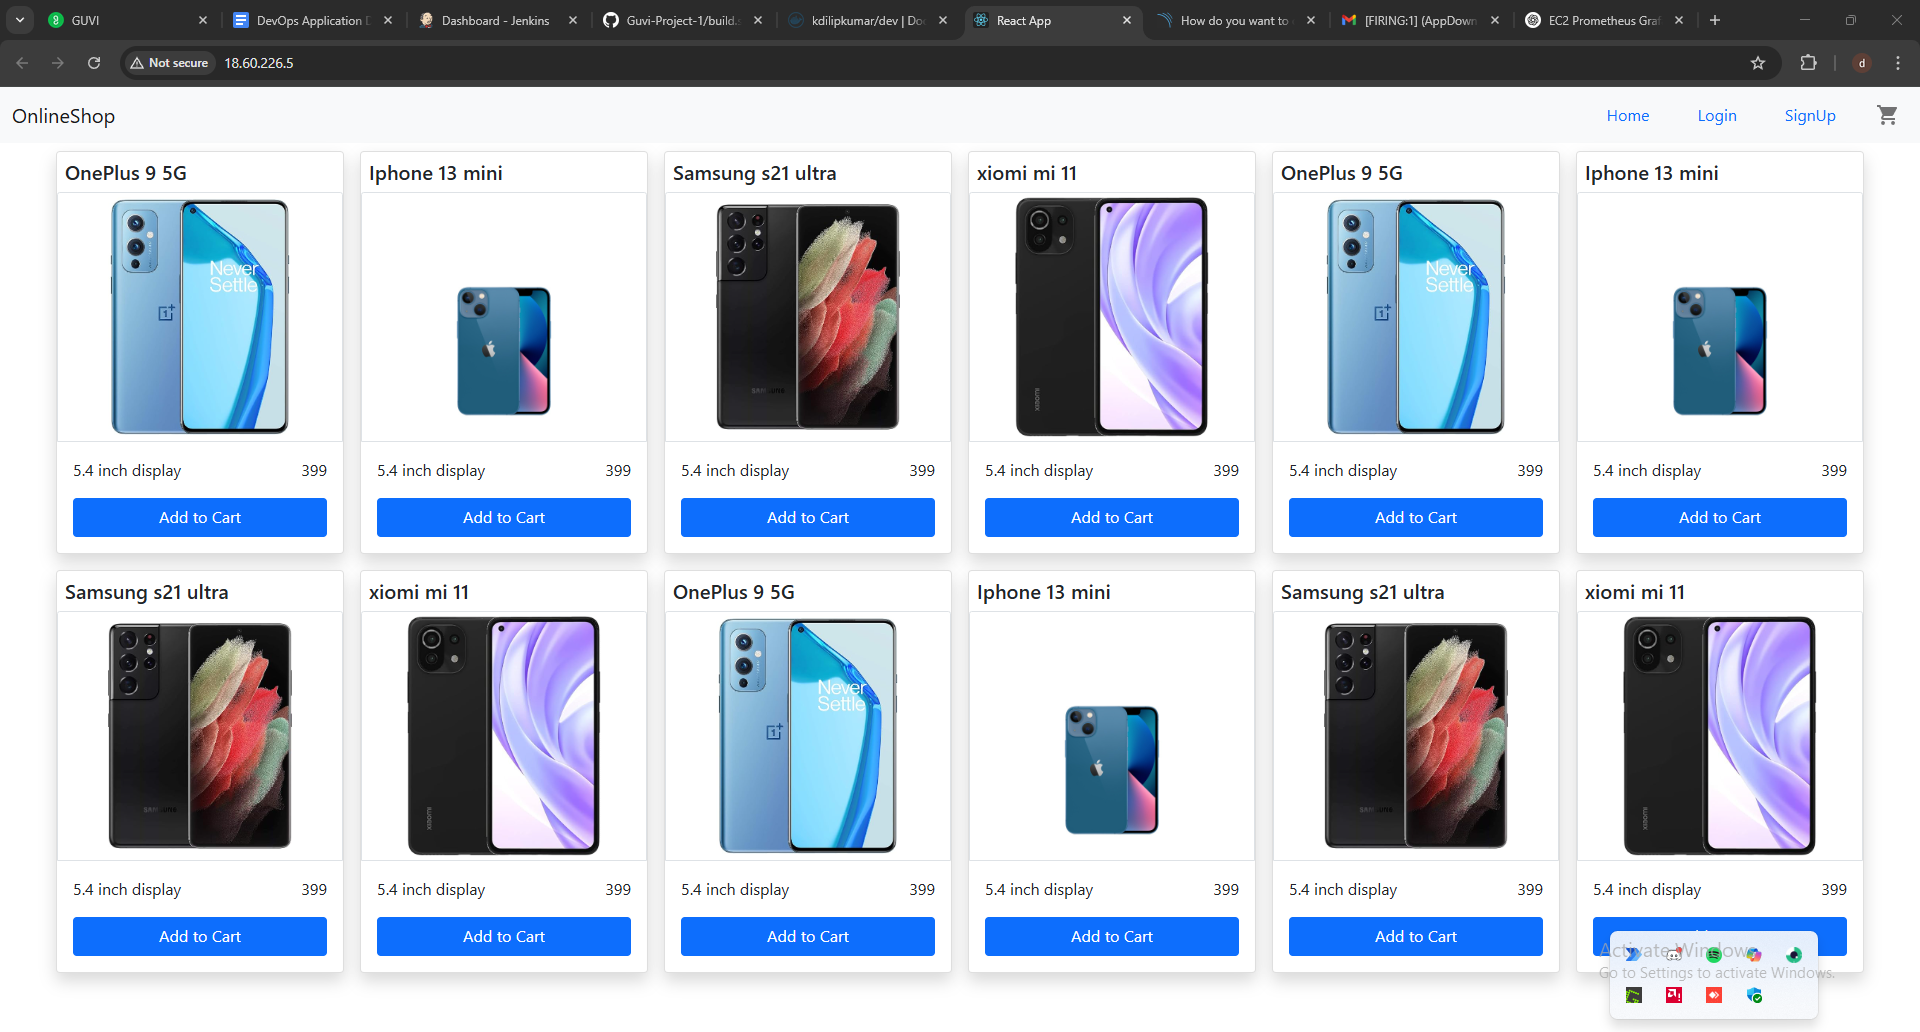 GUVI
DevOps Application D
Dashboard - Jenkins
Guvi-Project-1/build.s
kdilipkumar/dev | Doc
React App
How do you want to
[FIRING:1] (AppDown
EC2 Prometheus Graf
Not secure
18.60.226.5
d
OnlineShop
Home
Login
SignUp
OnePlus 9 5G
Iphone 13 mini
Samsung s21 ultra
xiomi mi 11
OnePlus 9 5G
Iphone 13 mini
Never
Settle
SAMSUNG
xiaomi
Never
Settle
5.4 inch display 399
5.4 inch display 399
5.4 inch display 399
5.4 inch display 399
5.4 inch display 399
5.4 inch display 399
Add to Cart
Add to Cart
Add to Cart
Add to Cart
Add to Cart
Add to Cart
Samsung s21 ultra
xiomi mi 11
OnePlus 9 5G
Iphone 13 mini
Samsung s21 ultra
xiomi mi 11
SAMSUNG
xiaomi
Never
Settle
SAMSUNG
xiaomi
5.4 inch display 399
5.4 inch display 399
5.4 inch display 399
5.4 inch display 399
5.4 inch display 399
5.4 inch display 399
Add to Cart
Add to Cart
Add to Cart
Add to Cart
Add to Cart
Activate Windows
Go to Settings to activate Windows.